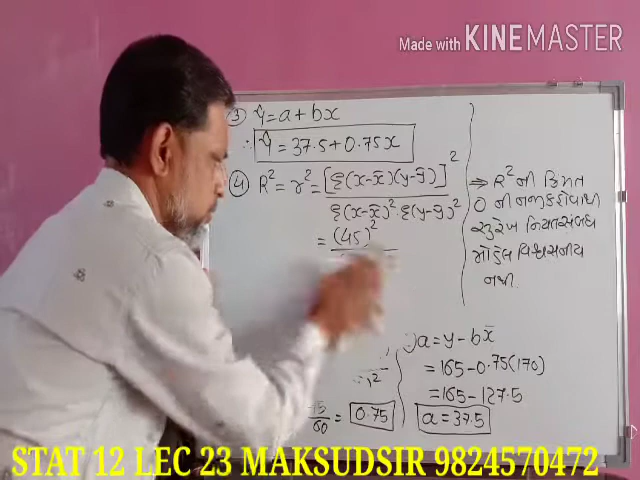 Made with KINEMASTER
③ Ŷ = a + bx
∴ Ŷ = 37.5 + 0.75x
④ R² = r² = [Σ(x-x̄)(y-ȳ)]²
Σ(x-x̄)²·Σ(y-ȳ)²
= (45)²
⇒ R² ની કિંમત
0 ની નજીક હોવાથી
સુરેખ નિયતસંબંધ
મોડેલ વિશ્વસનીય
નથી.
a = y - bx̄
= 165 - 0.75(170)
= 165 - 127.5
a = 37.5
60 = 0.75
STAT 12 LEC 23 MAKSUDSIR 9824570472